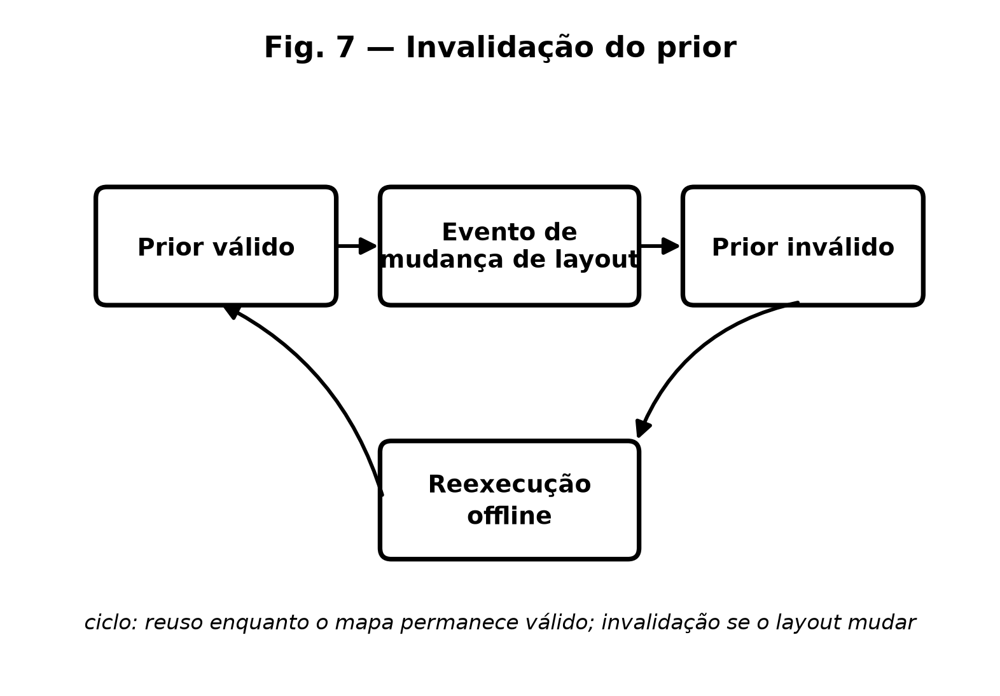 Fig. 7 — Invalidação do prior
Prior válido
Evento de
mudança de layout
Prior inválido
Reexecução
offline
ciclo: reuso enquanto o mapa permanece válido; invalidação se o layout mudar